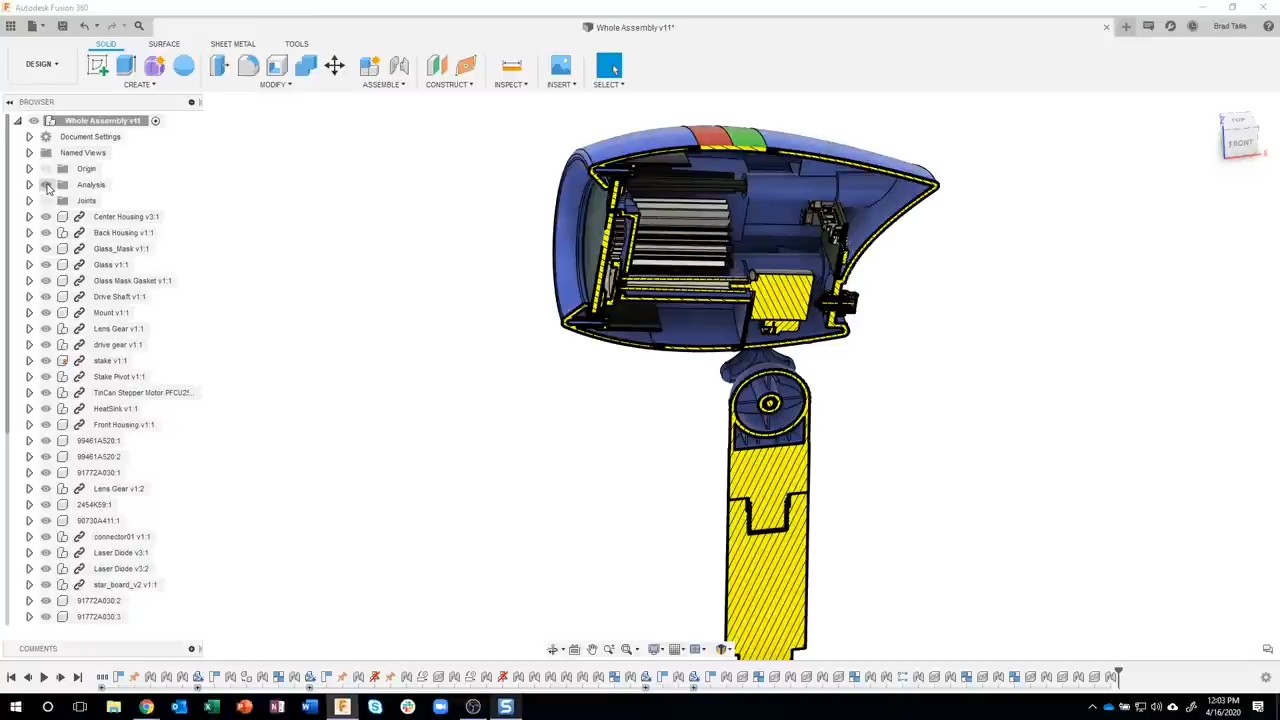 Autodesk Fusion 360
Whole Assembly v11*
Brad Tallis
SOLID SURFACE SHEET METAL TOOLS
DESIGN
CREATE MODIFY ASSEMBLE CONSTRUCT INSPECT INSERT SELECT
BROWSER
Whole Assembly v11
Document Settings
Named Views
Origin
Analysis
Joints
Center Housing v3:1
Back Housing v1:1
Glass_Mask v1:1
Glass v1:1
Glass Mask Gasket v1:1
Drive Shaft v1:1
Mount v1:1
Lens Gear v1:1
drive gear v1:1
stake v1:1
Stake Pivot v1:1
TinCan Stepper Motor PFCU25...
HeatSink v1:1
Front Housing v1:1
99461A520:1
99461A520:2
91772A030:1
Lens Gear v1:2
2454K59:1
90730A411:1
connector01 v1:1
Laser Diode v3:1
Laser Diode v3:2
star_board_v2 v1:1
91772A030:2
91772A030:3
TOP
FRONT
Z
X
COMMENTS
12:03 PM
4/16/2020